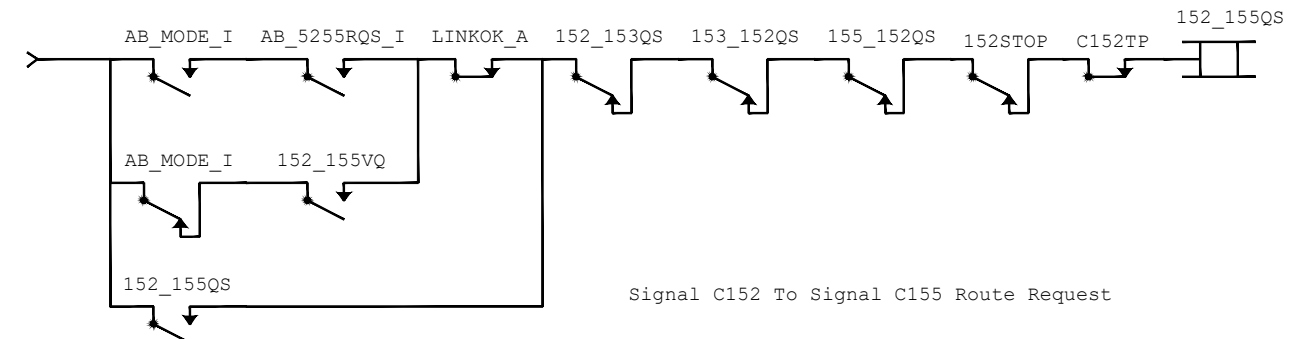 152_155QS
AB_MODE_I AB_5255RQS_I LINKOK_A 152_153QS 153_152QS 155_152QS 152STOP C152TP
AB_MODE_I 152_155VQ
152_155QS
Signal C152 To Signal C155 Route Request